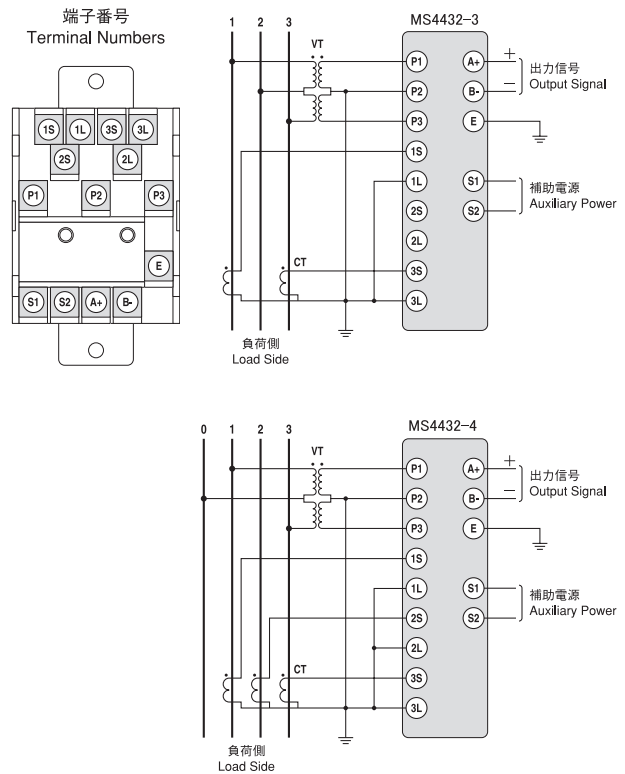 端子番号
Terminal Numbers
1S 1L 3S 3L
2S 2L
P1 P2 P3
E
S1 S2 A+ B-
1 2 3
MS4432-3
VT
P1 A+ +
出力信号
Output Signal
P2 B- −
P3 E
1S
1L S1
補助電源
Auxiliary Power
2S S2
2L
CT
3S
3L
負荷側
Load Side
0 1 2 3
MS4432-4
VT
P1 A+ +
出力信号
Output Signal
P2 B- −
P3 E
1S
1L S1
補助電源
Auxiliary Power
2S S2
2L
CT
3S
3L
負荷側
Load Side